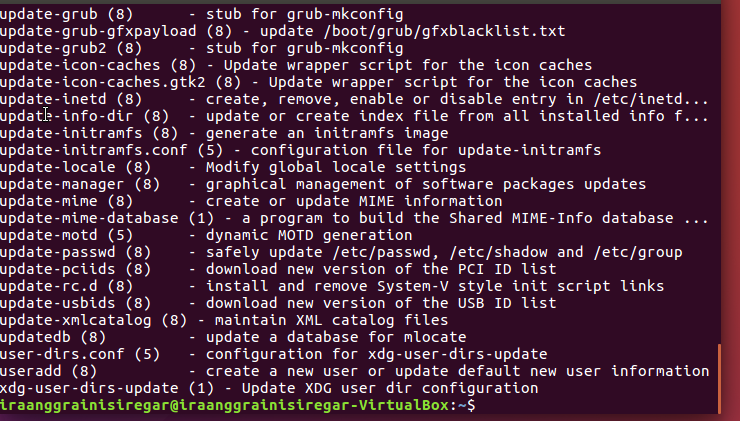 update-grub (8)      - stub for grub-mkconfig
update-grub-gfxpayload (8) - update /boot/grub/gfxblacklist.txt
update-grub2 (8)     - stub for grub-mkconfig
update-icon-caches (8) - Update wrapper script for the icon caches
update-icon-caches.gtk2 (8) - Update wrapper script for the icon caches
update-inetd (8)     - create, remove, enable or disable entry in /etc/inetd...
update-info-dir (8)  - update or create index file from all installed info f...
update-initramfs (8) - generate an initramfs image
update-initramfs.conf (5) - configuration file for update-initramfs
update-locale (8)    - Modify global locale settings
update-manager (8)   - graphical management of software packages updates
update-mime (8)      - create or update MIME information
update-mime-database (1) - a program to build the Shared MIME-Info database ...
update-motd (5)      - dynamic MOTD generation
update-passwd (8)    - safely update /etc/passwd, /etc/shadow and /etc/group
update-pciids (8)    - download new version of the PCI ID list
update-rc.d (8)      - install and remove System-V style init script links
update-usbids (8)    - download new version of the USB ID list
update-xmlcatalog (8) - maintain XML catalog files
updatedb (8)         - update a database for mlocate
user-dirs.conf (5)   - configuration for xdg-user-dirs-update
useradd (8)          - create a new user or update default new user information
xdg-user-dirs-update (1) - Update XDG user dir configuration
iraanggrainisiregar@iraanggrainisiregar-VirtualBox:~$